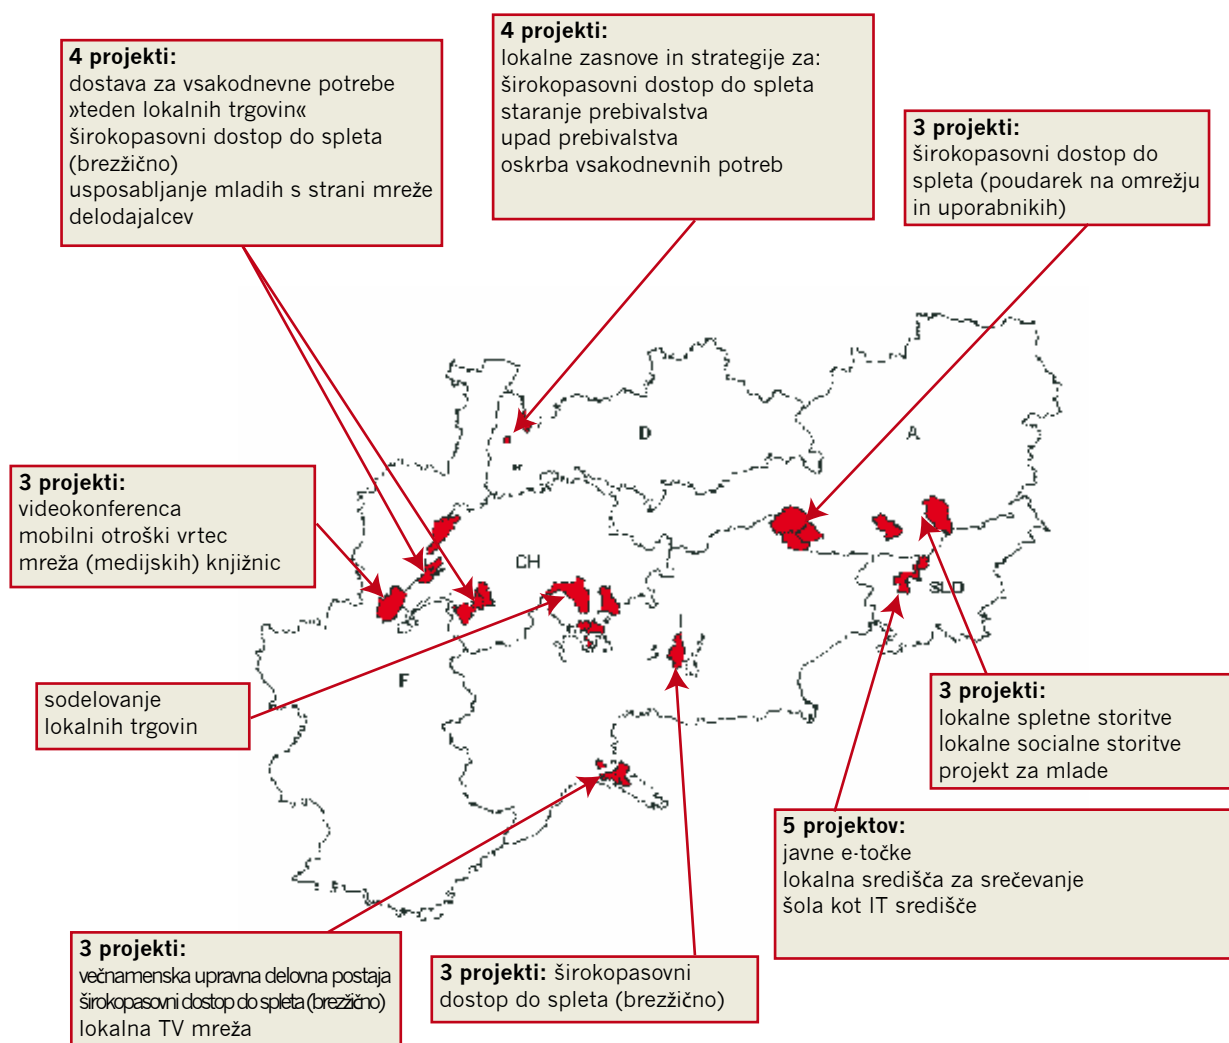 4 projekti:
dostava za vsakodnevne potrebe
»teden lokalnih trgovin«
širokopasovni dostop do spleta
(brezžično)
usposabljanje mladih s strani mreže
delodajalcev
4 projekti:
lokalne zasnove in strategije za:
širokopasovni dostop do spleta
staranje prebivalstva
upad prebivalstva
oskrba vsakodnevnih potreb
3 projekti:
širokopasovni dostop do
spleta (poudarek na omrežju
in uporabnikih)
D
A
3 projekti:
videokonferenca
mobilni otroški vrtec
mreža (medijskih) knjižnic
CH
SLO
F
I
sodelovanje
lokalnih trgovin
3 projekti:
lokalne spletne storitve
lokalne socialne storitve
projekt za mlade
5 projektov:
javne e-točke
lokalna središča za srečevanje
šola kot IT središče
3 projekti:
večnamenska upravna delovna postaja
širokopasovni dostop do spleta (brezžično)
lokalna TV mreža
3 projekti: širokopasovni
dostop do spleta (brezžično)